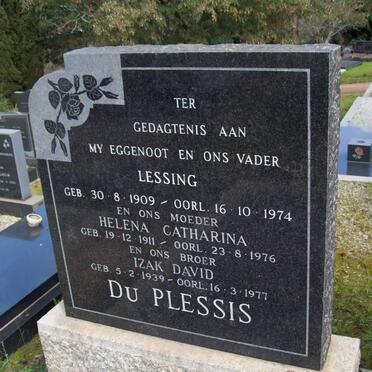 TER
GEDAGTENIS AAN
MY EGGENOOT EN ONS VADER
LESSING
GEB. 30-8-1909 - OORL. 16-10-1974
EN ONS MOEDER
HELENA CATHARINA
GEB. 19-12-1911 - OORL. 23-8-1976
EN ONS BROER
IZAK DAVID
GEB. 5-2-1939 - OORL. 16-3-1977
DU PLESSIS